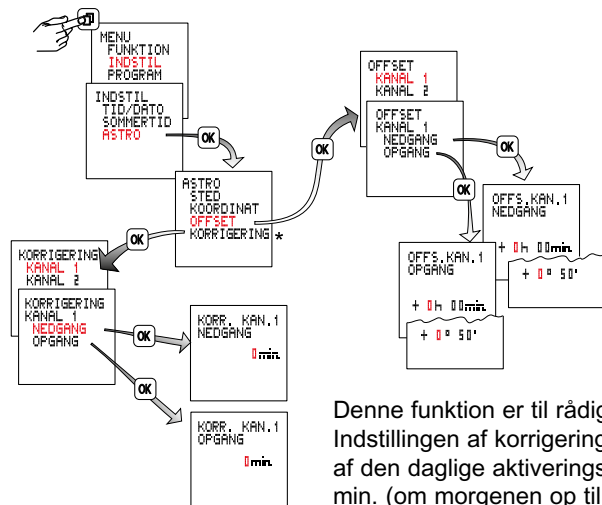 MENU
FUNKTION
INDSTIL
PROGRAM
INDSTIL
TID/DATO
SOMMERTID
ASTRO
OK
ASTRO
STED
KOORDINAT
OFFSET
KORRIGERING *
OK
OFFSET
KANAL 1
KANAL 2
OFFSET
KANAL 1
NEDGANG
OPGANG
OK
OFFS.KAN.1
NEDGANG
+ 0h 00min.
+ 0° 50'
OK
OFFS.KAN.1
OPGANG
+ 0h 00min.
+ 0° 50'
OK
KORRIGERING
KANAL 1
KANAL 2
KORRIGERING
KANAL 1
NEDGANG
OPGANG
OK
KORR. KAN.1
NEDGANG
0min.
OK
KORR. KAN.1
OPGANG
0min.
Denne funktion er til rådig
Indstillingen af korrigering
af den daglige aktiverings
min. (om morgenen op til